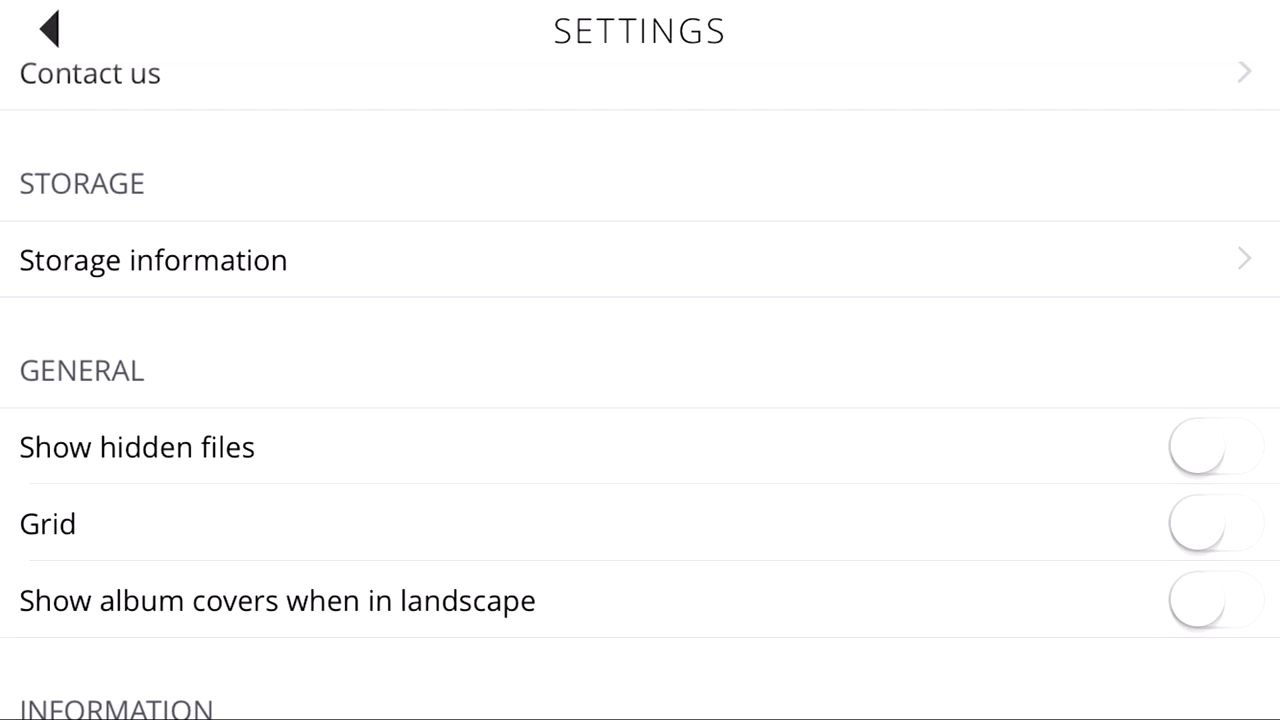 SETTINGS
Contact us
STORAGE
Storage information
GENERAL
Show hidden files
Grid
Show album covers when in landscape
INFORMATION